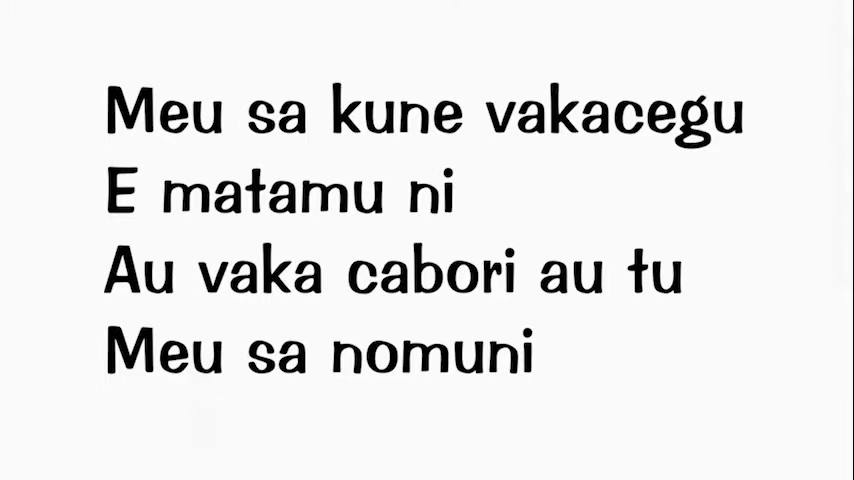 Meu sa kune vakacegu
E matamu ni
Au vaka cabori au tu
Meu sa nomuni